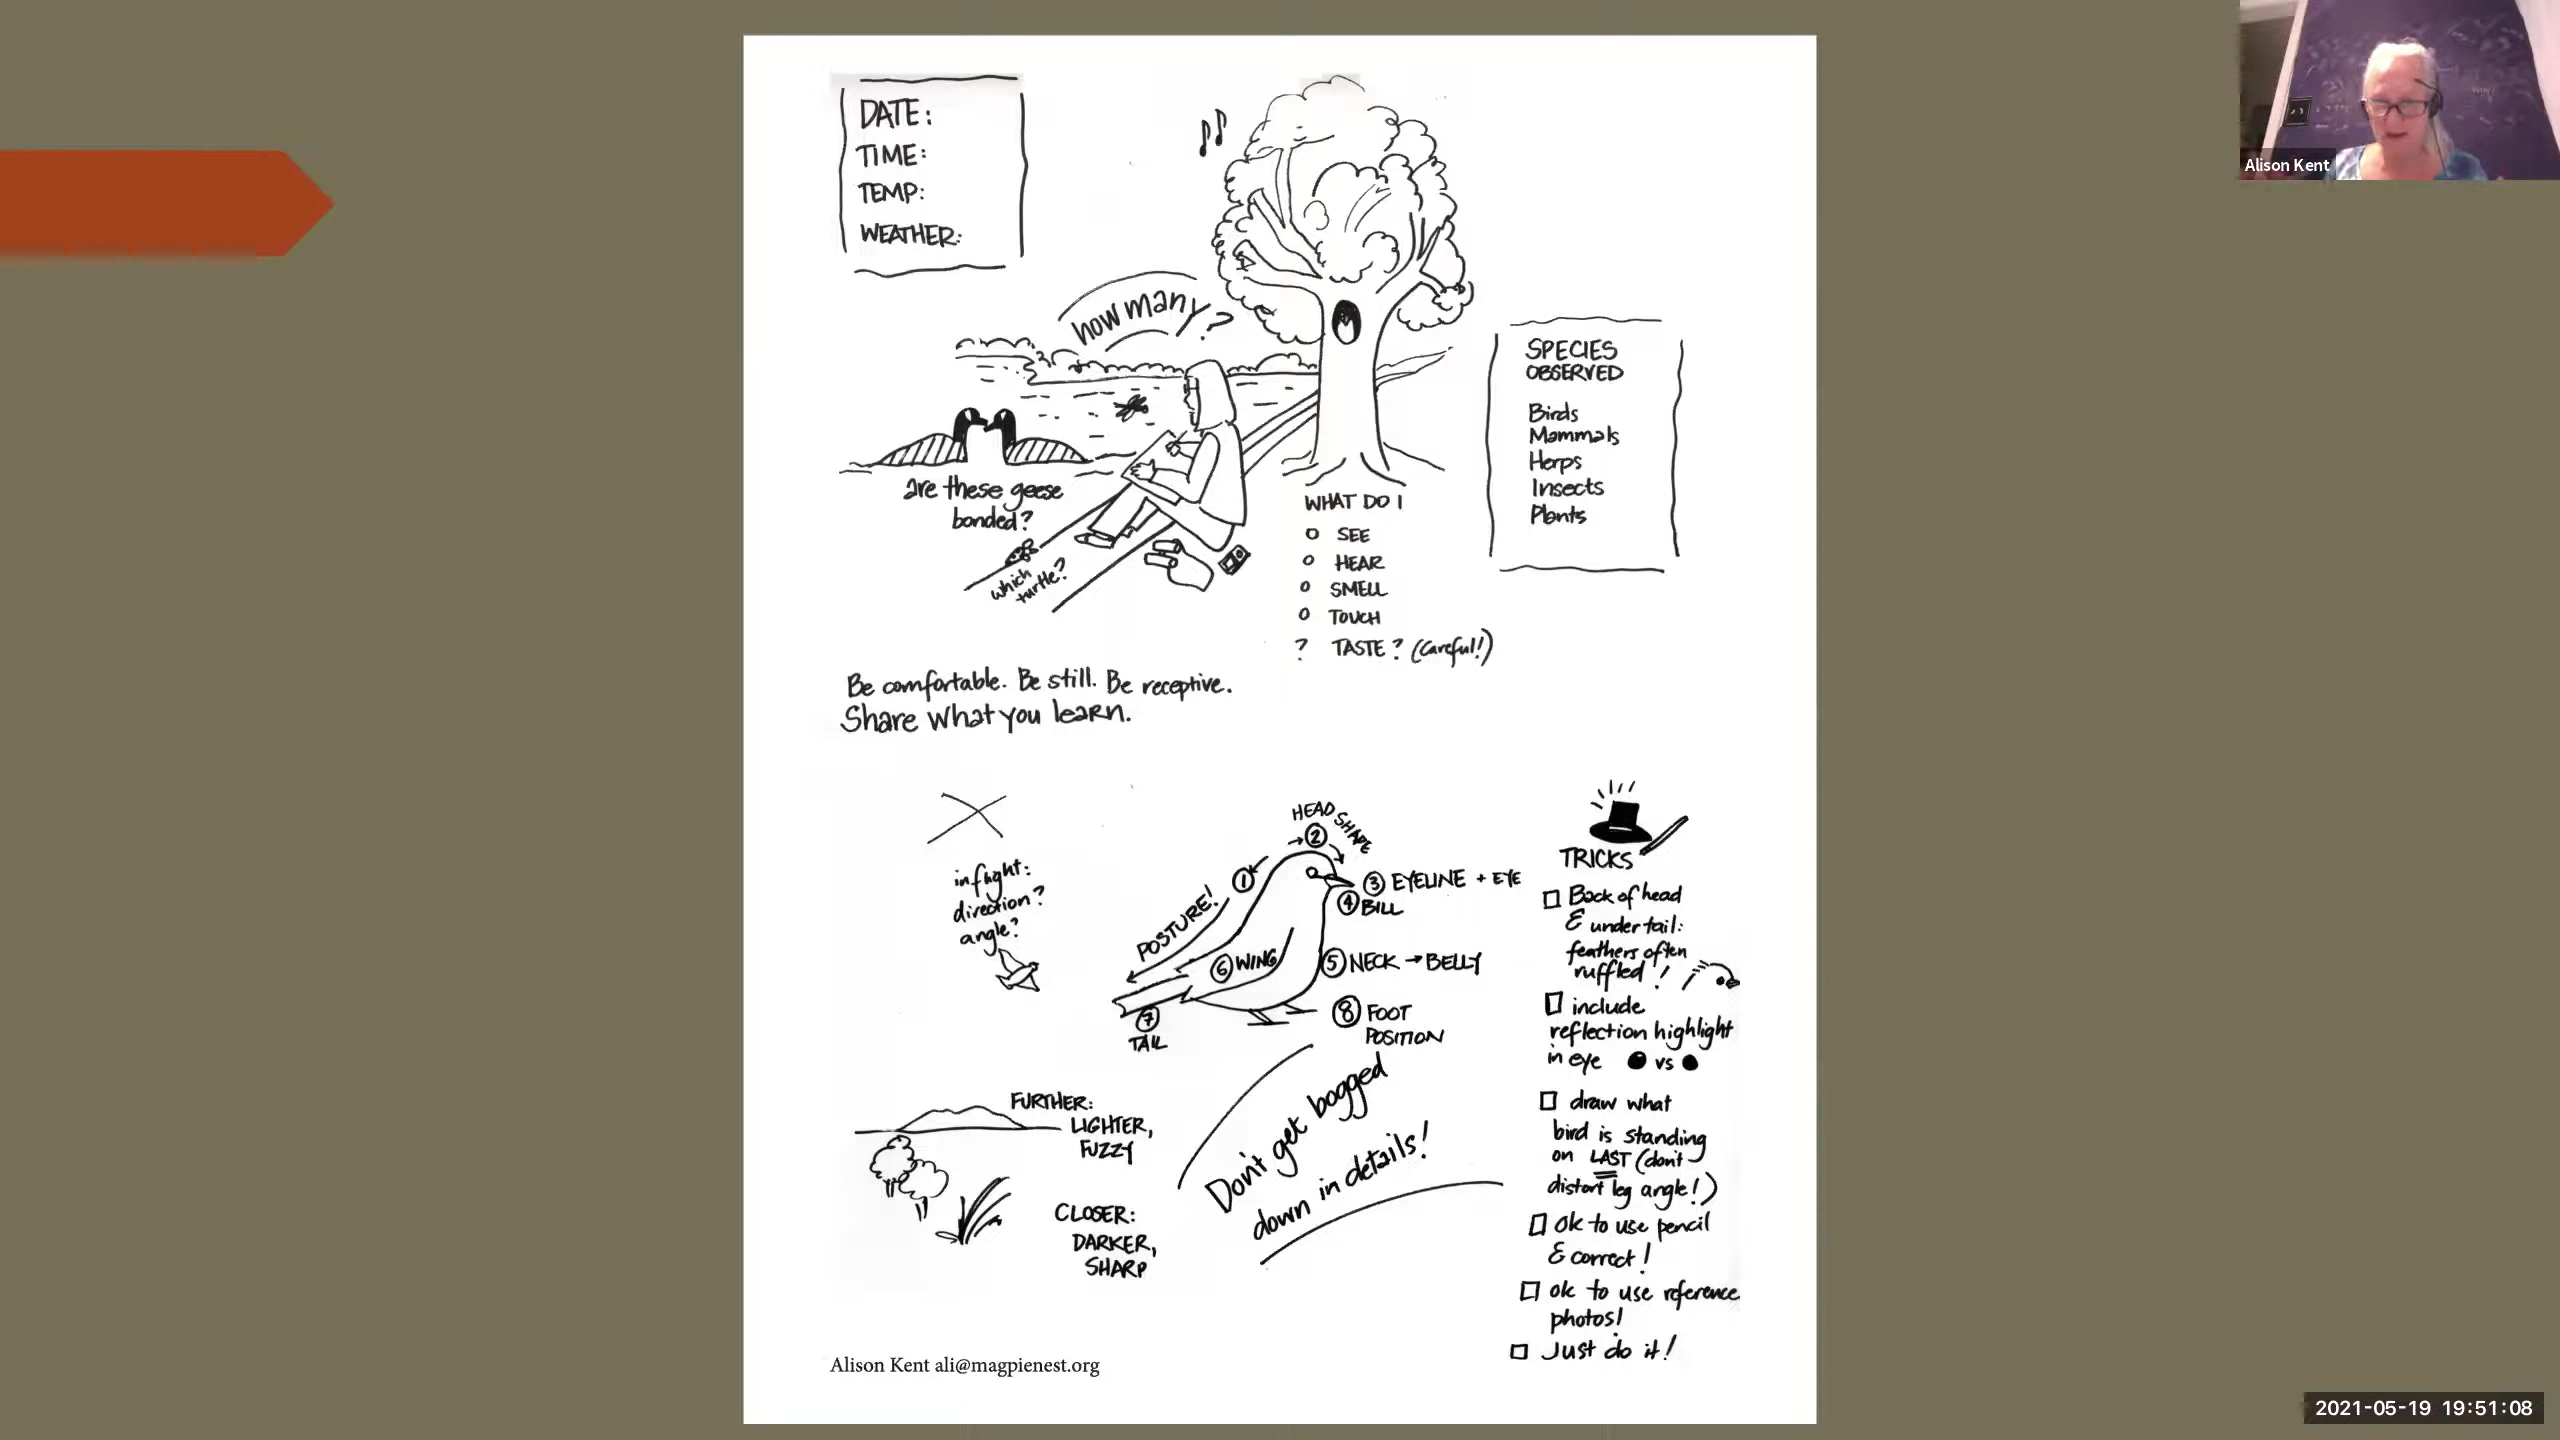 DATE:
TIME:
TEMP:
WEATHER:
how many?
are these geese
bonded?
which
turtle?
WHAT DO I
o SEE
o HEAR
o SMELL
o TOUCH
? TASTE? (Careful!)
SPECIES
OBSERVED
Birds
Mammals
Herps
Insects
Plants
Be comfortable. Be still. Be receptive.
Share what you learn.
in flight:
direction?
angle?
POSTURE!
1
HEAD SHAPE
2
3 EYELINE + EYE
4 BILL
5 NECK → BELLY
6 WING
7
TAIL
8 FOOT
POSITION
FURTHER:
LIGHTER,
FUZZY
CLOSER:
DARKER,
SHARP
Don't get bogged
down in details!
TRICKS
Back of head
& under tail:
feathers often
ruffled!
include
reflection highlight
in eye vs
draw what
bird is standing
on LAST (don't
distort leg angle!)
ok to use pencil
& correct!
ok to use reference
photos!
Just do it!
Alison Kent ali@magpienest.org
Alison Kent
2021-05-19 19:51:08